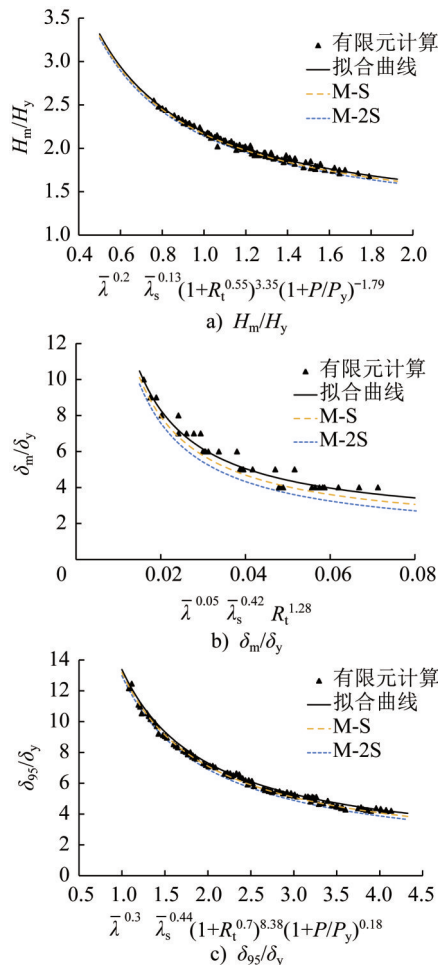 3.5
3.0
2.5
2.0
1.5
1.0
H_m/H_y
有限元计算
拟合曲线
M-S
M-2S
0.4 0.6 0.8 1.0 1.2 1.4 1.6 1.8 2.0
λ̄^0.2 λ̄_s^0.13(1+R_t^0.55)^3.35(1+P/P_y)^−1.79
a) H_m/H_y
12
10
8
6
4
2
δ_m/δ_y
有限元计算
拟合曲线
M-S
M-2S
0 0.02 0.04 0.06 0.08
λ̄^0.05 λ̄_s^0.42 R_t^1.28
b) δ_m/δ_y
14
12
10
8
6
4
2
0
δ_95/δ_y
有限元计算
拟合曲线
M-S
M-2S
0.5 1.0 1.5 2.0 2.5 3.0 3.5 4.0 4.5
λ̄^0.3 λ̄_s^0.44(1+R_t^0.7)^8.38(1+P/P_y)^0.18
c) δ_95/δ_y